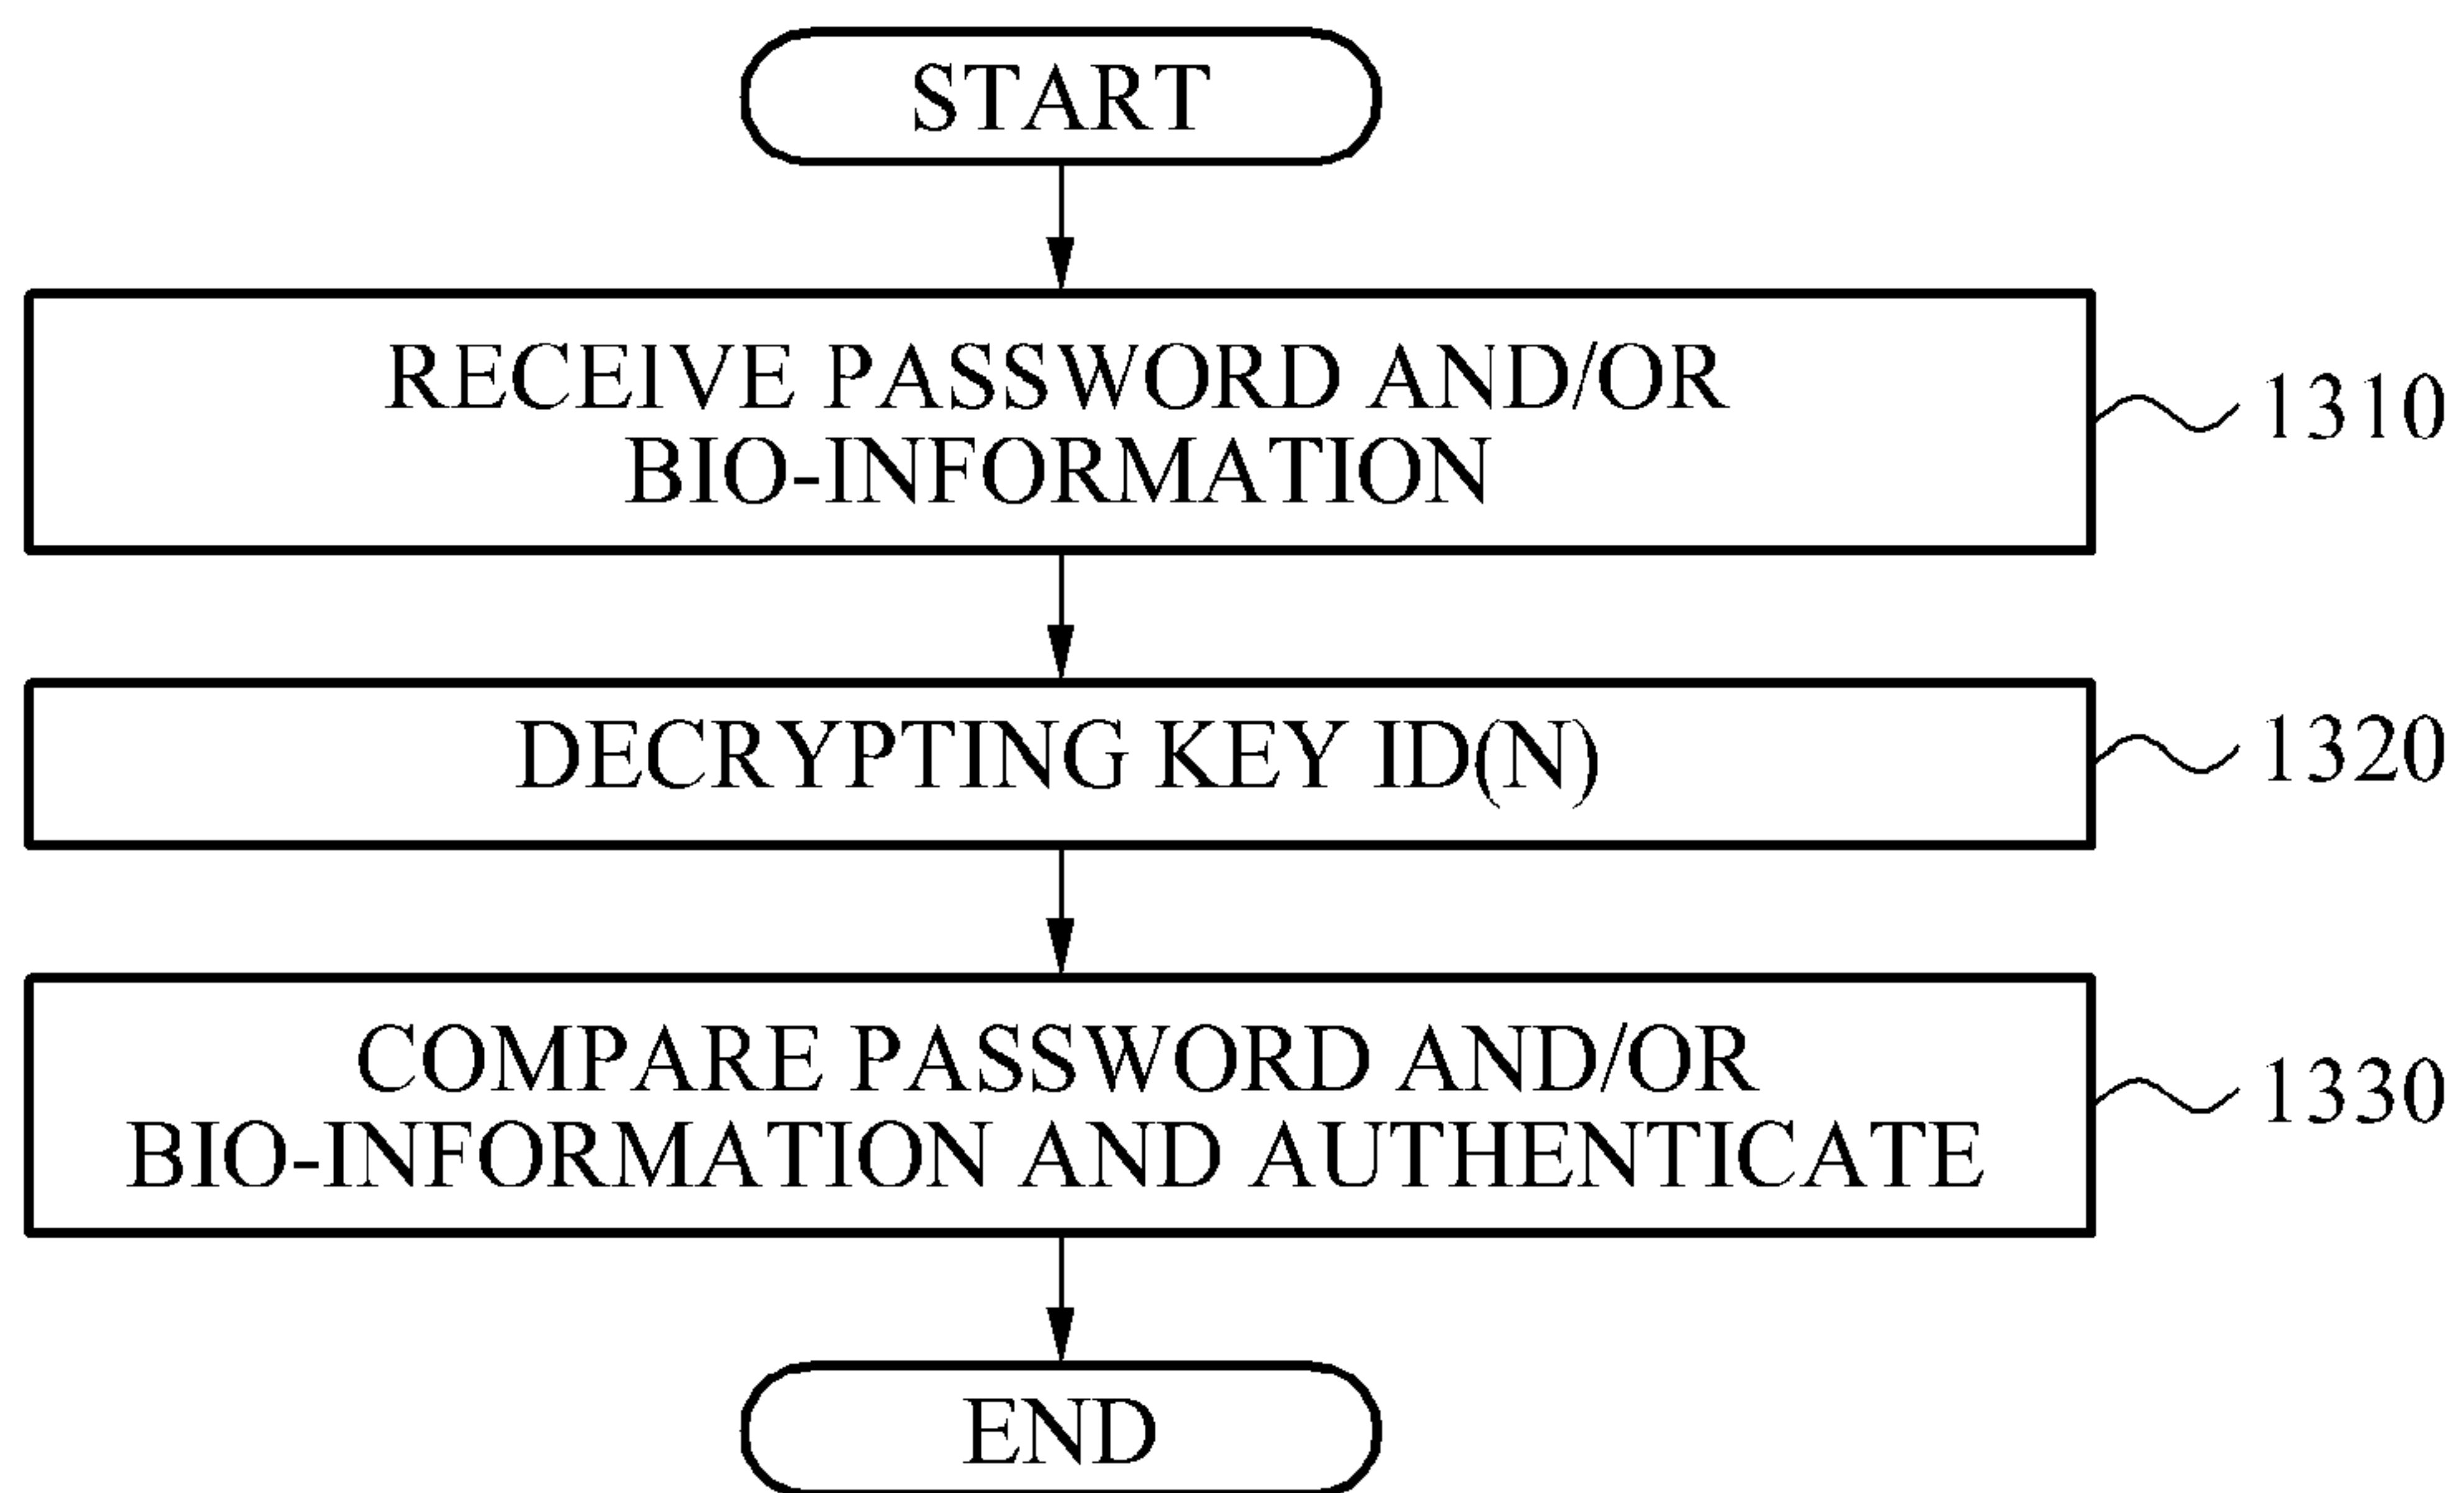 START
RECEIVE PASSWORD AND/OR
BIO-INFORMATION
1310
DECRYPTING KEY ID(N)
1320
COMPARE PASSWORD AND/OR
BIO-INFORMATION AND AUTHENTICATE
1330
END